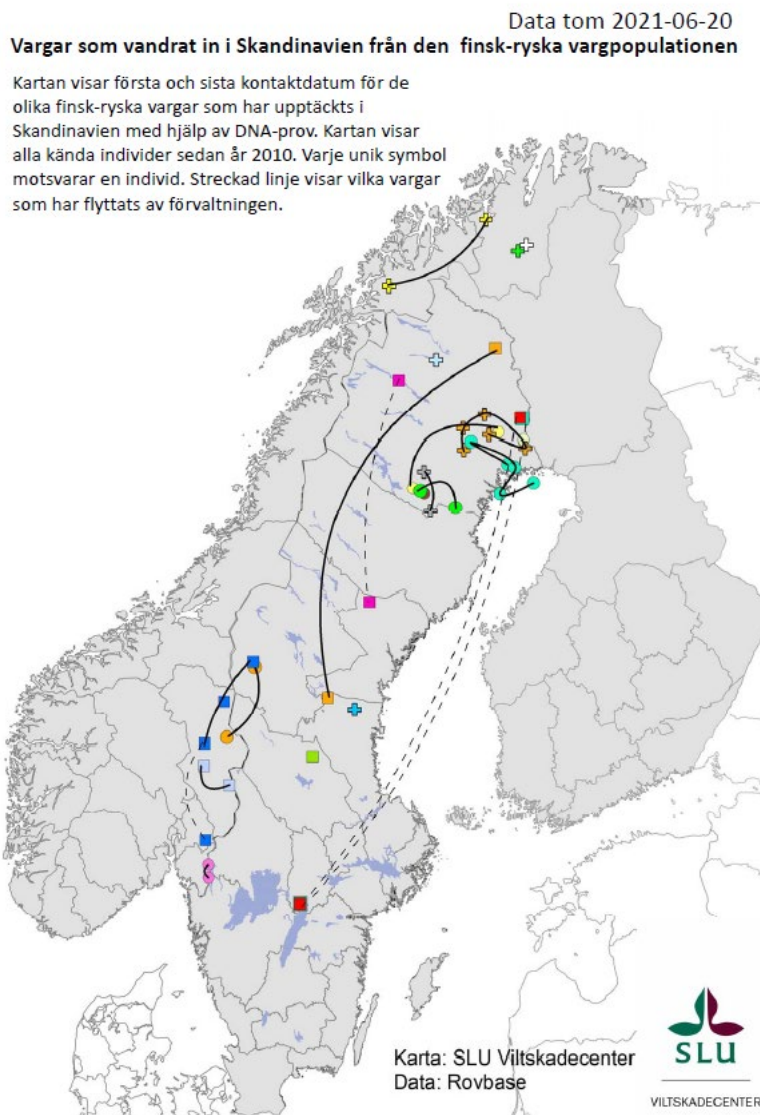 Data tom 2021-06-20
Vargar som vandrat in i Skandinavien från den finsk-ryska vargpopulationen
Kartan visar första och sista kontaktdatum för de
olika finsk-ryska vargar som har upptäckts i
Skandinavien med hjälp av DNA-prov. Kartan visar
alla kända individer sedan år 2010. Varje unik symbol
motsvarar en individ. Streckad linje visar vilka vargar
som har flyttats av förvaltningen.
Karta: SLU Viltskadecenter
Data: Rovbase
SLU
VILTSKADECENTER